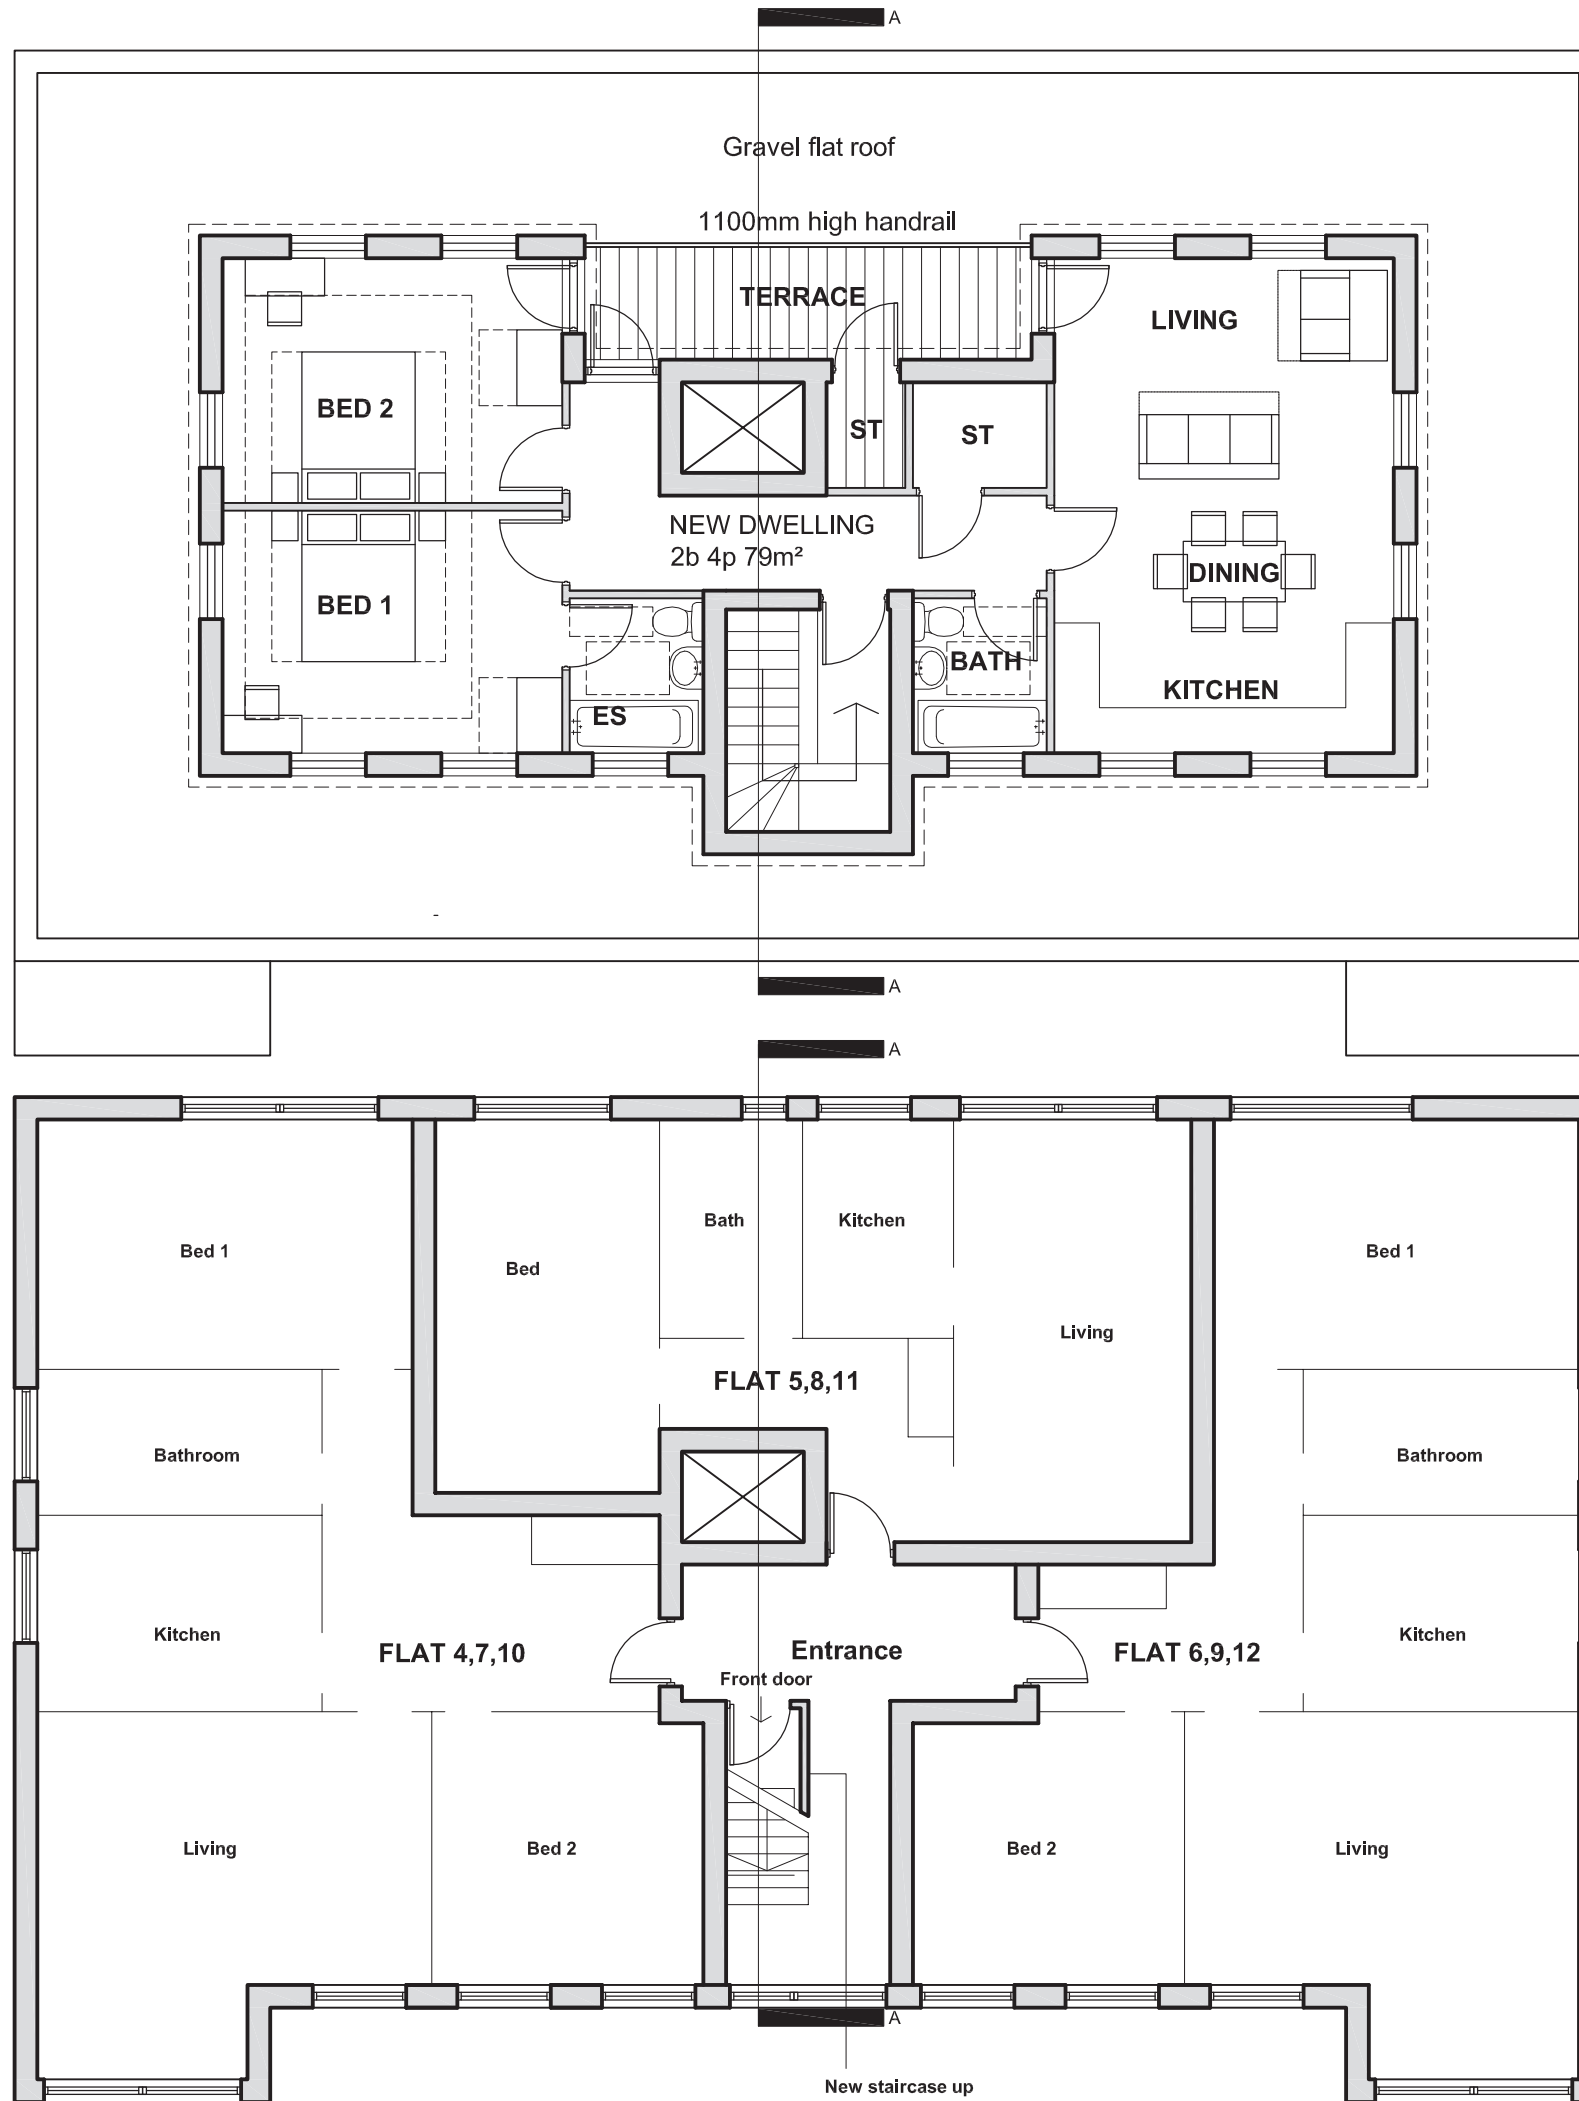 A
Gravel flat roof
1100mm high handrail
TERRACE
LIVING
BED 2
ST
ST
NEW DWELLING
2b 4p 79m²
DINING
BED 1
BATH
KITCHEN
ES
A
A
Bath
Kitchen
Bed 1
Bed 1
Bed
Living
FLAT 5,8,11
Bathroom
Bathroom
Kitchen
Kitchen
FLAT 4,7,10
Entrance
FLAT 6,9,12
Front door
Living
Bed 2
Bed 2
Living
A
New staircase up